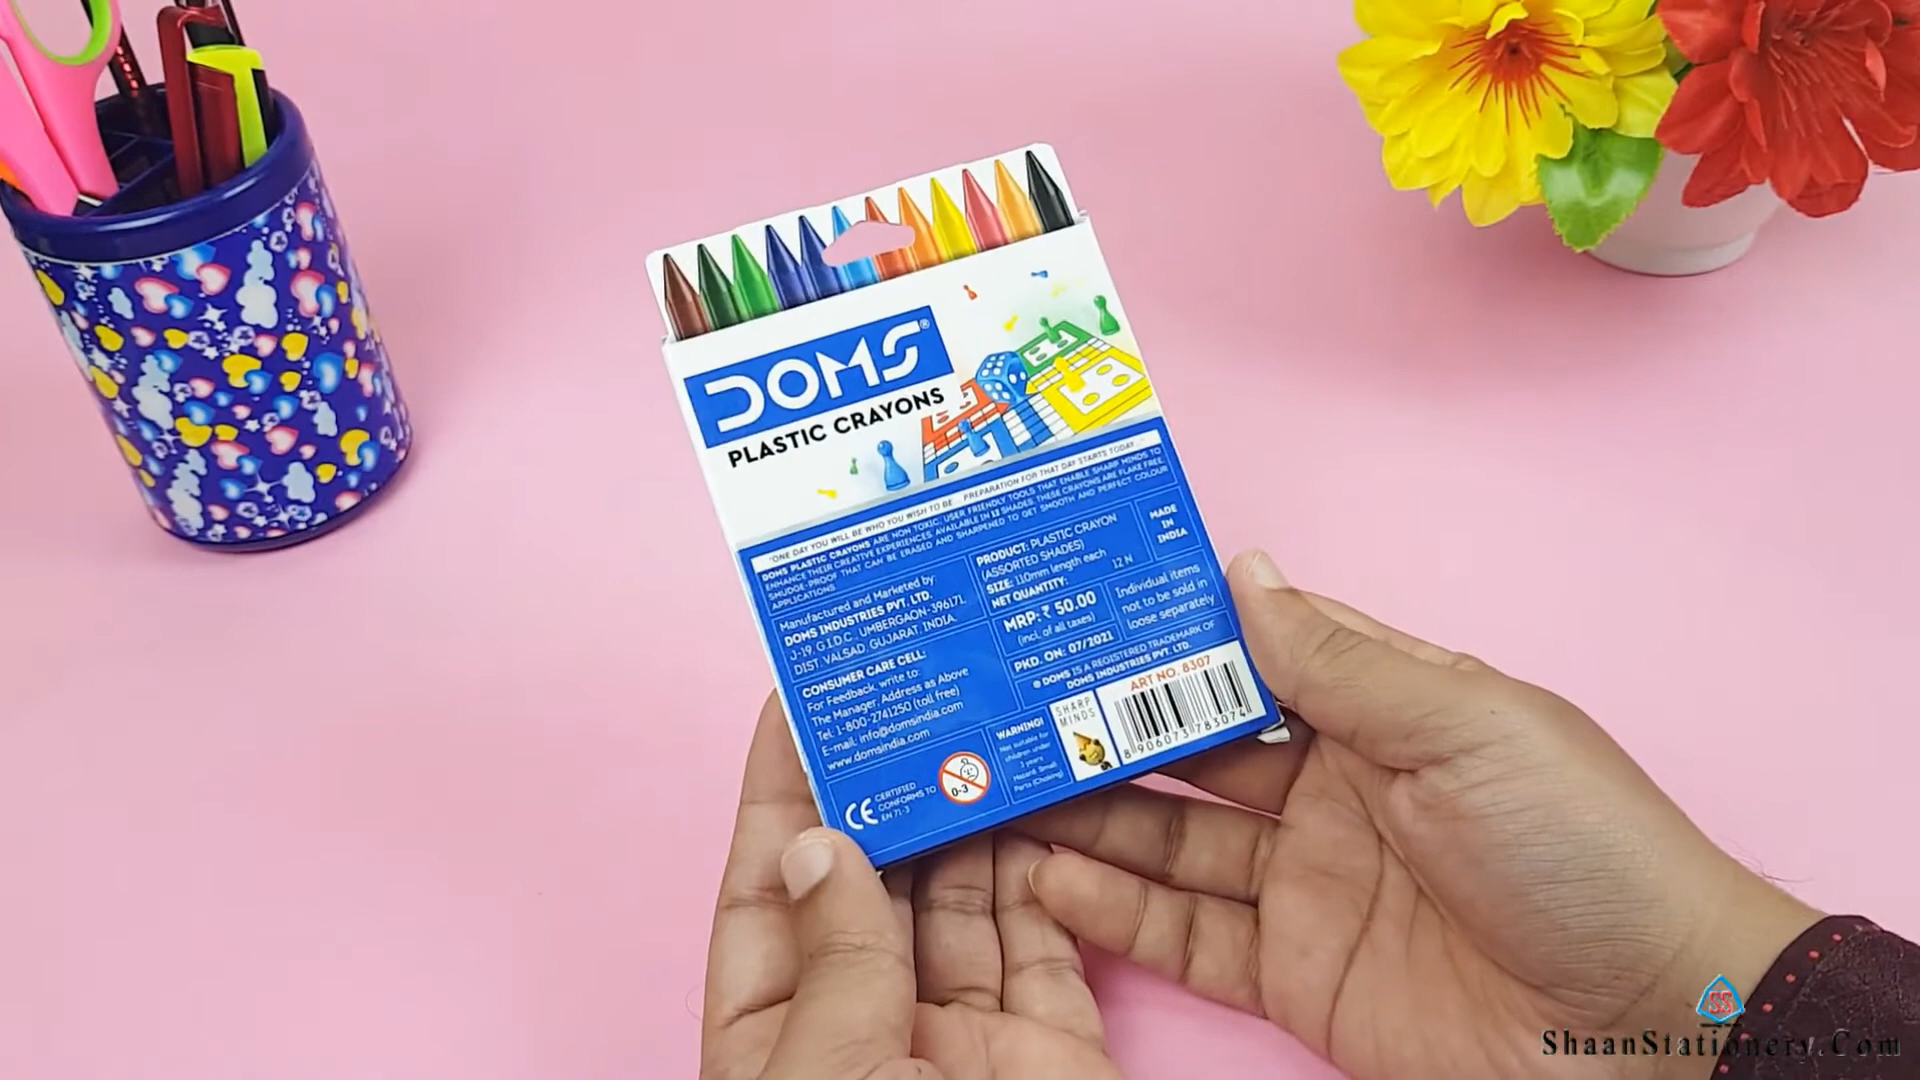 DOMS®
PLASTIC CRAYONS
"ONE DAY YOU WILL BE WHO YOU WISH TO BE... PREPARATION FOR THAT DAY STARTS TODAY..."
DOMS PLASTIC CRAYONS ARE NON TOXIC, USER FRIENDLY TOOLS THAT ENABLE SHARP MINDS TO
ENHANCE THEIR CREATIVE EXPERIENCES. AVAILABLE IN 12 SHADES. THESE CRAYONS ARE FLAKE FREE,
SMUDGE-PROOF THAT CAN BE ERASED AND SHARPENED TO GET SMOOTH AND PERFECT COLOUR
APPLICATIONS
Manufactured and Marketed by:
DOMS INDUSTRIES PVT. LTD.
J-19, G.I.D.C., UMBERGAON-396171,
DIST. VALSAD, GUJARAT, INDIA.
CONSUMER CARE CELL:
For Feedback, write to:
The Manager, Address as Above
Tel: 1-800-2741250 (toll free)
E-mail: info@domsindia.com
www.domsindia.com
CE CERTIFIED
CONFORMS TO
EN 71-3
0-3
PRODUCT: PLASTIC CRAYON
(ASSORTED SHADES)
SIZE: 110mm length each
NET QUANTITY: 12 N
MADE
IN
INDIA
MRP: ₹ 50.00
(incl. of all taxes)
Individual items
not to be sold in
loose separately
PKD. ON: 07/2021
® DOMS IS A REGISTERED TRADEMARK OF
DOMS INDUSTRIES PVT. LTD.
WARNING!
Not suitable for
children under
3 years
Hazard: Small
Parts (Choking)
SHARP
MINDS
ART NO. 8307
8 906073 783074
SS
ShaanStationery.Com